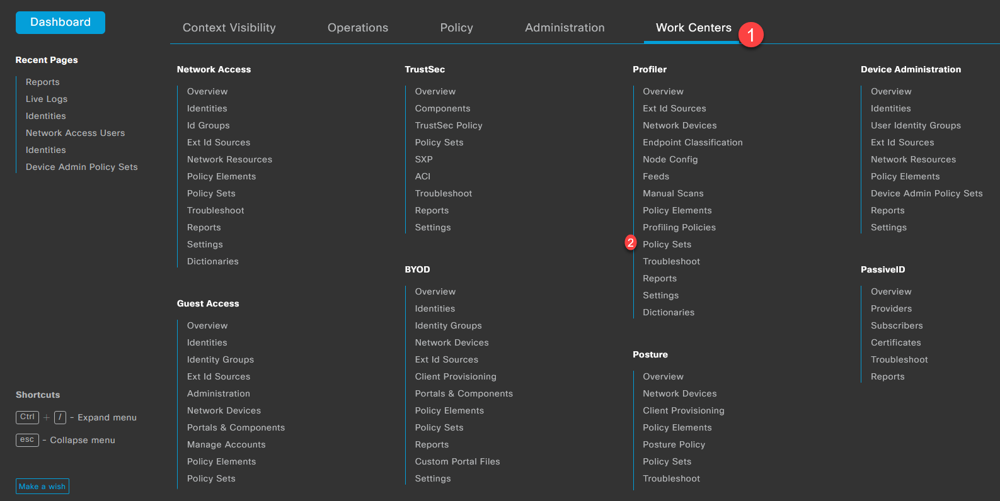 Dashboard
Context Visibility
Operations
Policy
Administration
Work Centers
1
Recent Pages
Reports
Live Logs
Identities
Network Access Users
Identities
Device Admin Policy Sets
Shortcuts
Ctrl + / - Expand menu
esc - Collapse menu
Make a wish
Network Access
Overview
Identities
Id Groups
Ext Id Sources
Network Resources
Policy Elements
Policy Sets
Troubleshoot
Reports
Settings
Dictionaries
Guest Access
Overview
Identities
Identity Groups
Ext Id Sources
Administration
Network Devices
Portals & Components
Manage Accounts
Policy Elements
Policy Sets
TrustSec
Overview
Components
TrustSec Policy
Policy Sets
SXP
ACI
Troubleshoot
Reports
Settings
BYOD
Overview
Identities
Identity Groups
Network Devices
Ext Id Sources
Client Provisioning
Portals & Components
Policy Elements
Policy Sets
Reports
Custom Portal Files
Settings
Profiler
Overview
Ext Id Sources
Network Devices
Endpoint Classification
Node Config
Feeds
Manual Scans
Policy Elements
Profiling Policies
2 Policy Sets
Troubleshoot
Reports
Settings
Dictionaries
Posture
Overview
Network Devices
Client Provisioning
Policy Elements
Posture Policy
Policy Sets
Troubleshoot
Device Administration
Overview
Identities
User Identity Groups
Ext Id Sources
Network Resources
Policy Elements
Device Admin Policy Sets
Reports
Settings
PassiveID
Overview
Providers
Subscribers
Certificates
Troubleshoot
Reports